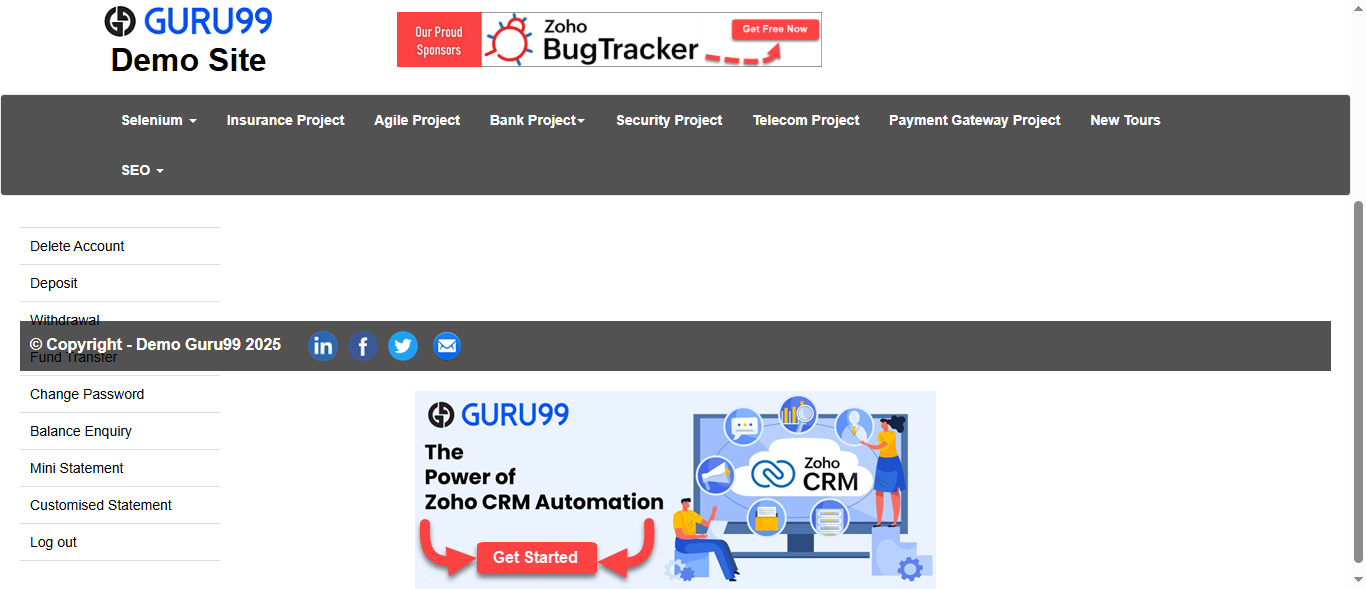 GURU99
Demo Site
Our Proud
Sponsors
Zoho
BugTracker
Get Free Now
Selenium
Insurance Project
Agile Project
Bank Project
Security Project
Telecom Project
Payment Gateway Project
New Tours
SEO
Delete Account
Deposit
Withdrawal
© Copyright - Demo Guru99 2025
Fund Transfer
Change Password
Balance Enquiry
Mini Statement
Customised Statement
Log out
GURU99
The
Power of
Zoho CRM Automation
Get Started
Zoho
CRM